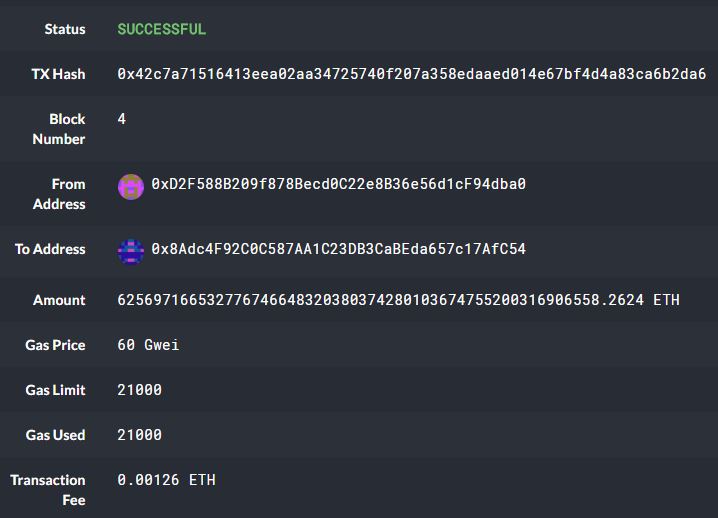 Status SUCCESSFUL
TX Hash 0x42c7a71516413eea02aa34725740f207a358edaaed014e67bf4d4a83ca6b2da6
Block Number 4
From Address 0xD2F588B209f878Becd0C22e8B36e56d1cF94dba0
To Address 0x8Adc4F92C0C587AA1C23DB3CaBEda657c17AfC54
Amount 62569716653277674664832038037428010367475520031690​6558.2624 ETH
Gas Price 60 Gwei
Gas Limit 21000
Gas Used 21000
Transaction Fee 0.00126 ETH